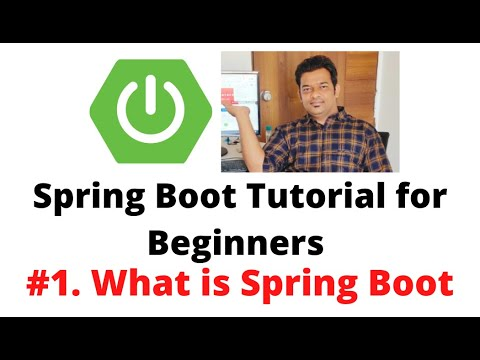 Spring Boot Tutorial for
Beginners
#1. What is Spring Boot